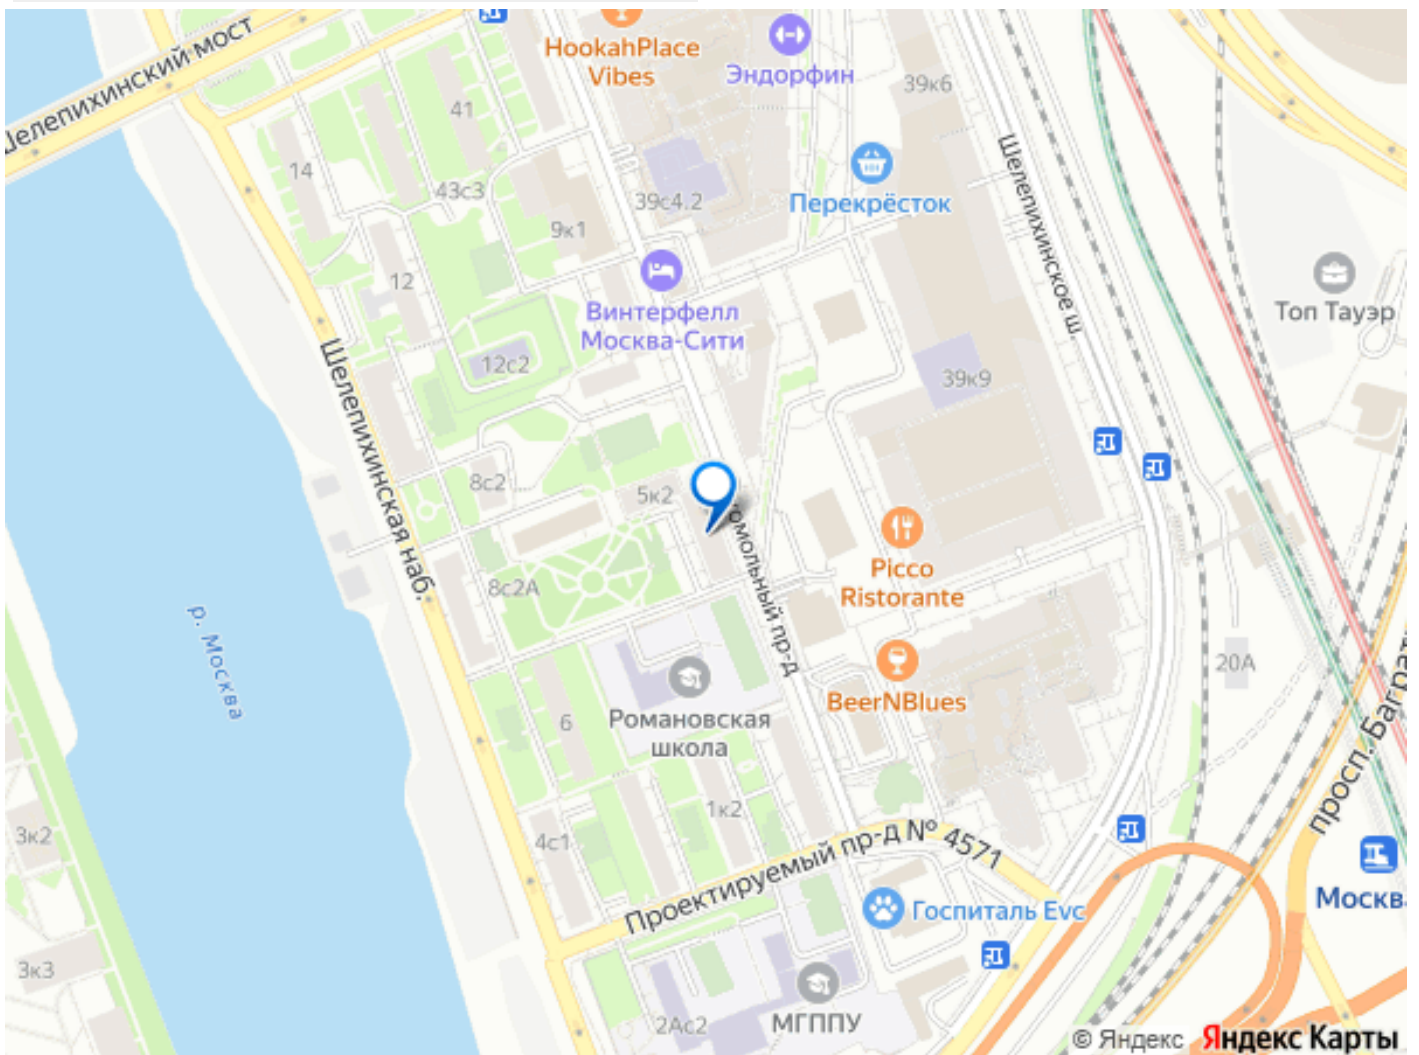 Шелепихинский мост
HookahPlace
Vibes
Эндорфин
39к6
41
14
43с3
39с4.2
Перекрёсток
Шелепихинское ш.
9к1
12
Винтерфелл
Москва-Сити
Топ Тауэр
12с2
39к9
Шелепихинская наб.
8с2
5к2
Picco
Ristorante
8с2А
р. Москва
20А
BeerNBlues
Романовская
школа
6
1к2
4с1
3к2
Проектируемый пр-д № 4571
Госпиталь Evc
3к3
2Ас2
МГППУ
© Яндекс Яндекс Карты